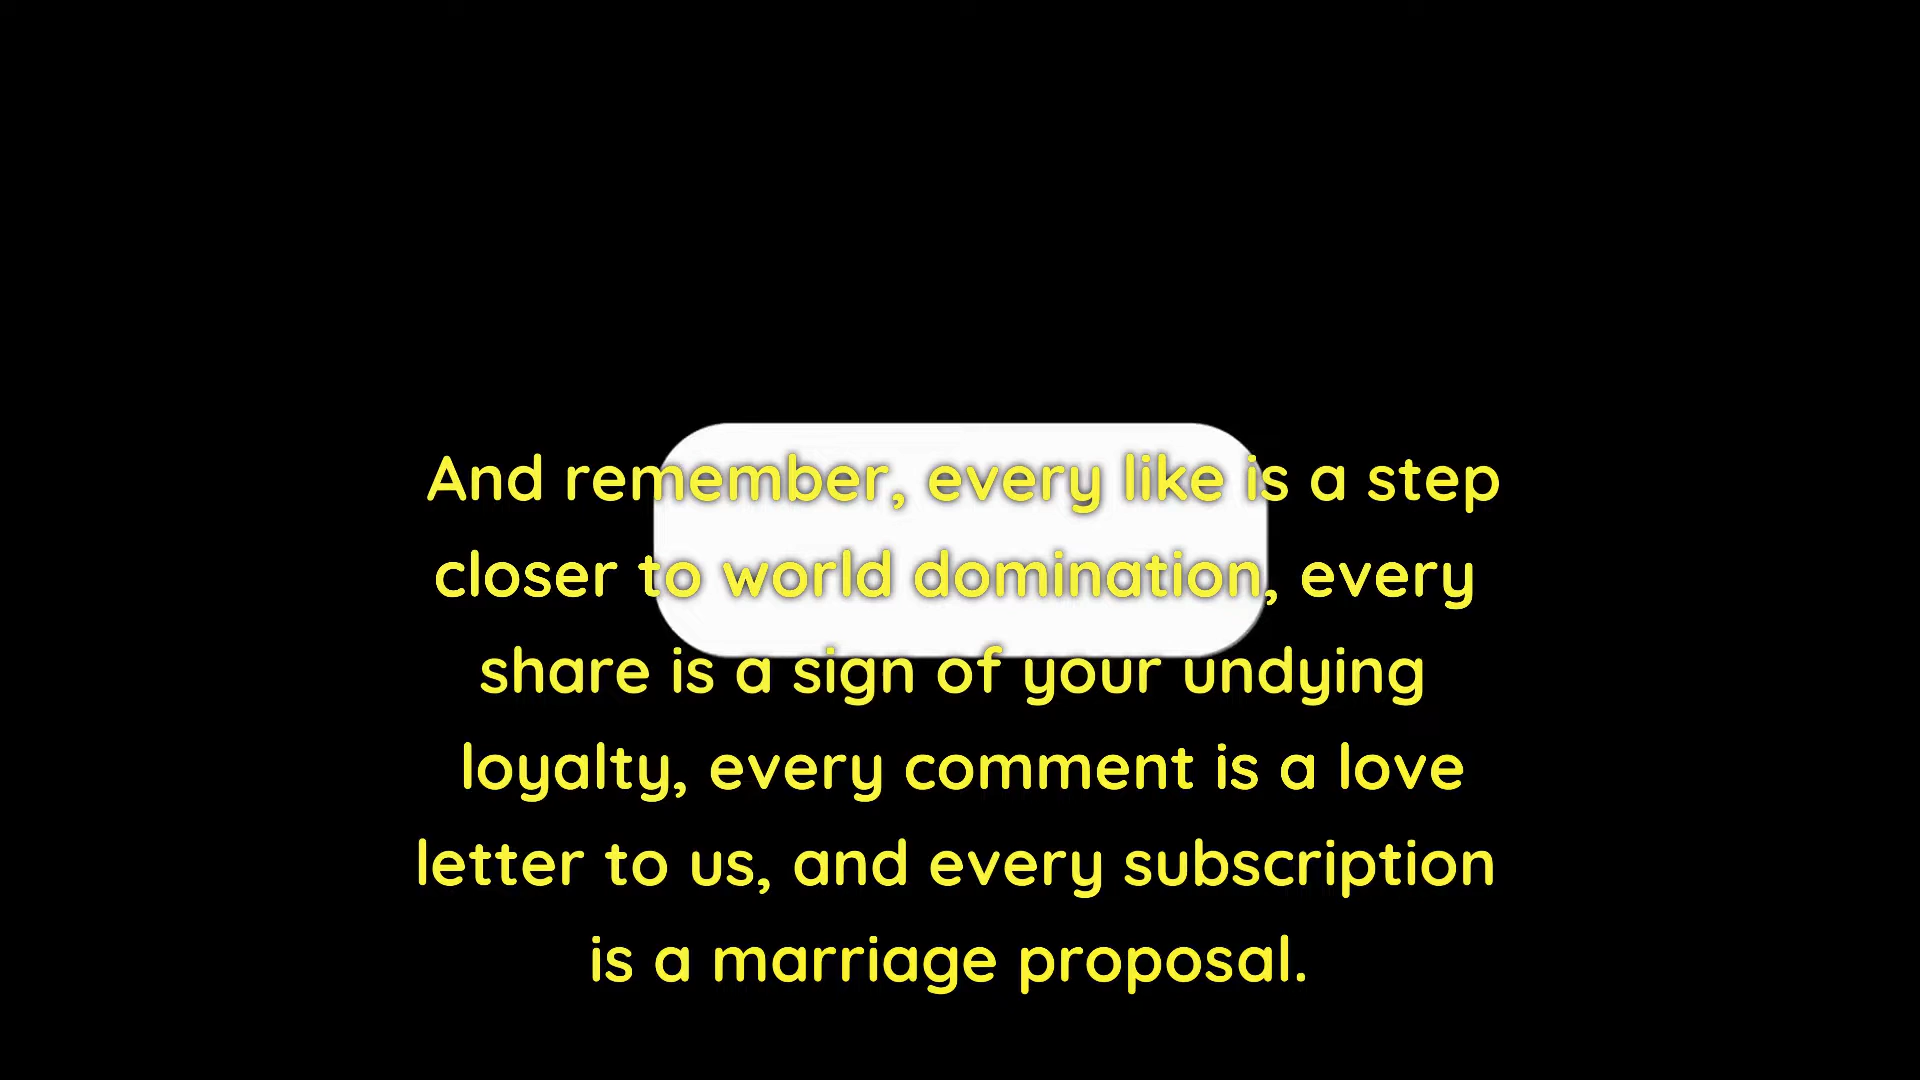 And remember, every like is a step
closer to world domination, every
share is a sign of your undying
loyalty, every comment is a love
letter to us, and every subscription
is a marriage proposal.